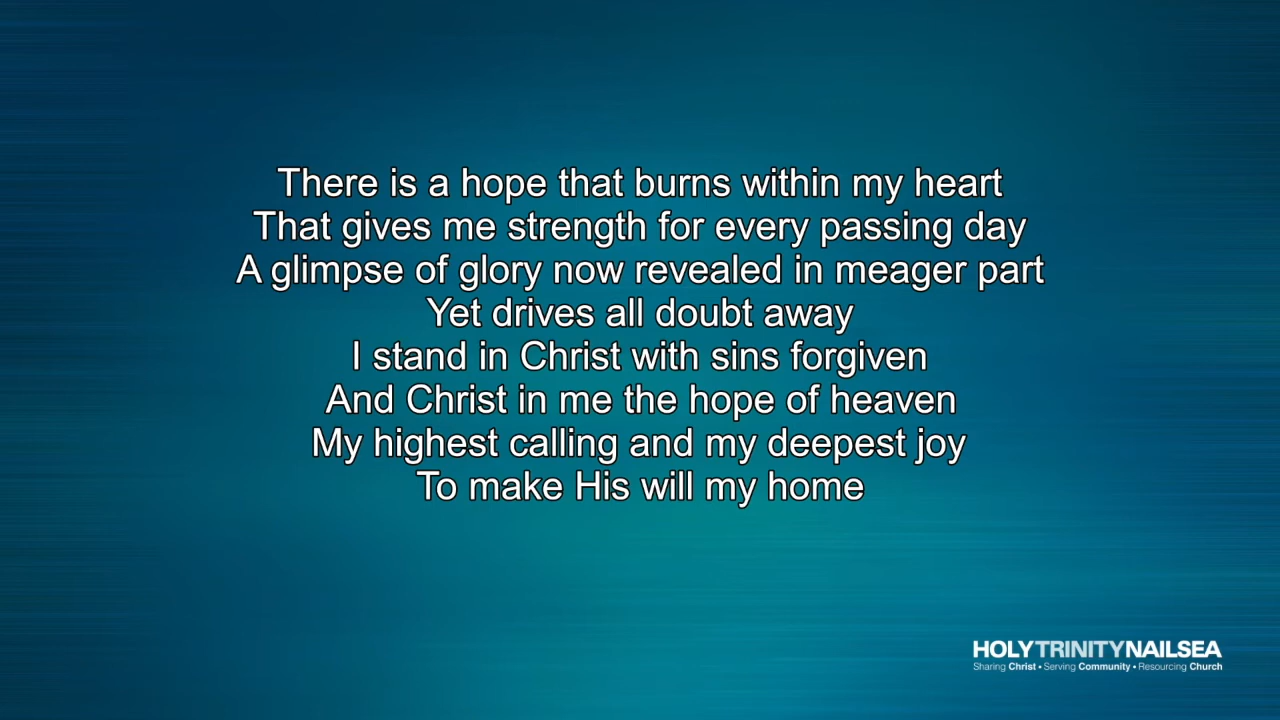 There is a hope that burns within my heart
That gives me strength for every passing day
A glimpse of glory now revealed in meager part
Yet drives all doubt away
I stand in Christ with sins forgiven
And Christ in me the hope of heaven
My highest calling and my deepest joy
To make His will my home
HOLYTRINITYNAILSEA
Sharing Christ • Serving Community • Resourcing Church